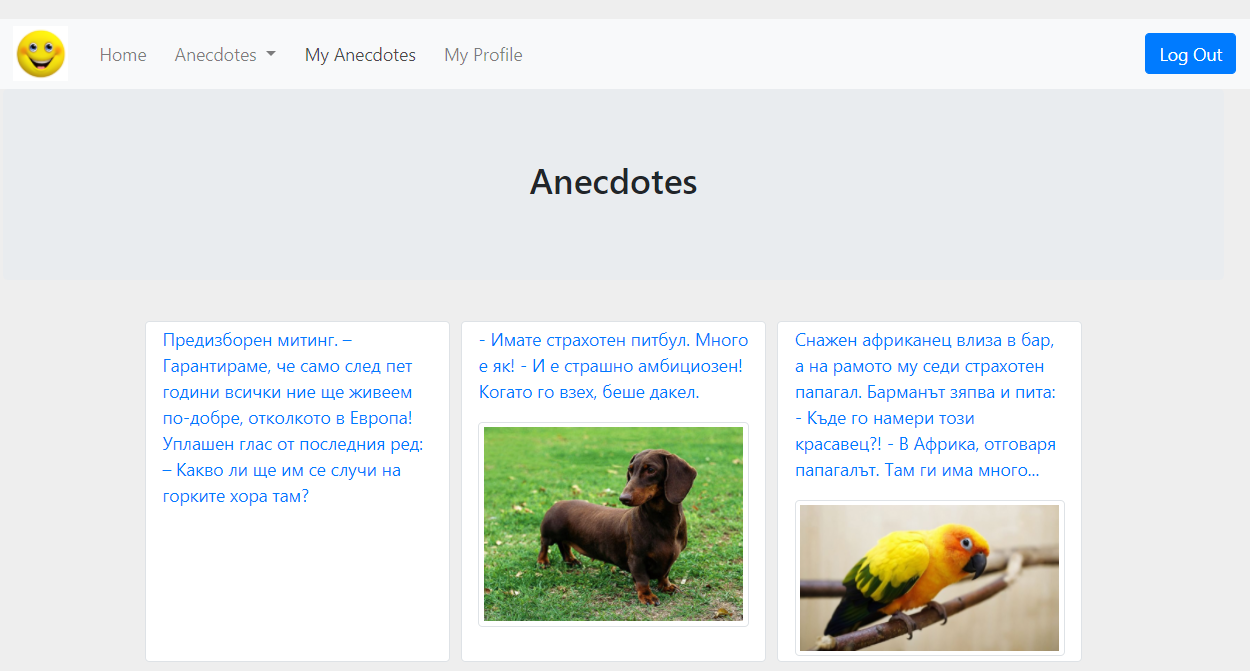 Home
Anecdotes
My Anecdotes
My Profile
Log Out
Anecdotes
Предизборен митинг. –
Гарантираме, че само след пет
години всички ние ще живеем
по-добре, отколкото в Европа!
Уплашен глас от последния ред:
– Какво ли ще им се случи на
горките хора там?
- Имате страхотен питбул. Много
е як! - И е страшно амбициозен!
Когато го взех, беше дакел.
Снажен африканец влиза в бар,
а на рамото му седи страхотен
папагал. Барманът зяпва и пита:
- Къде го намери този
красавец?! - В Африка, отговаря
папагалът. Там ги има много...